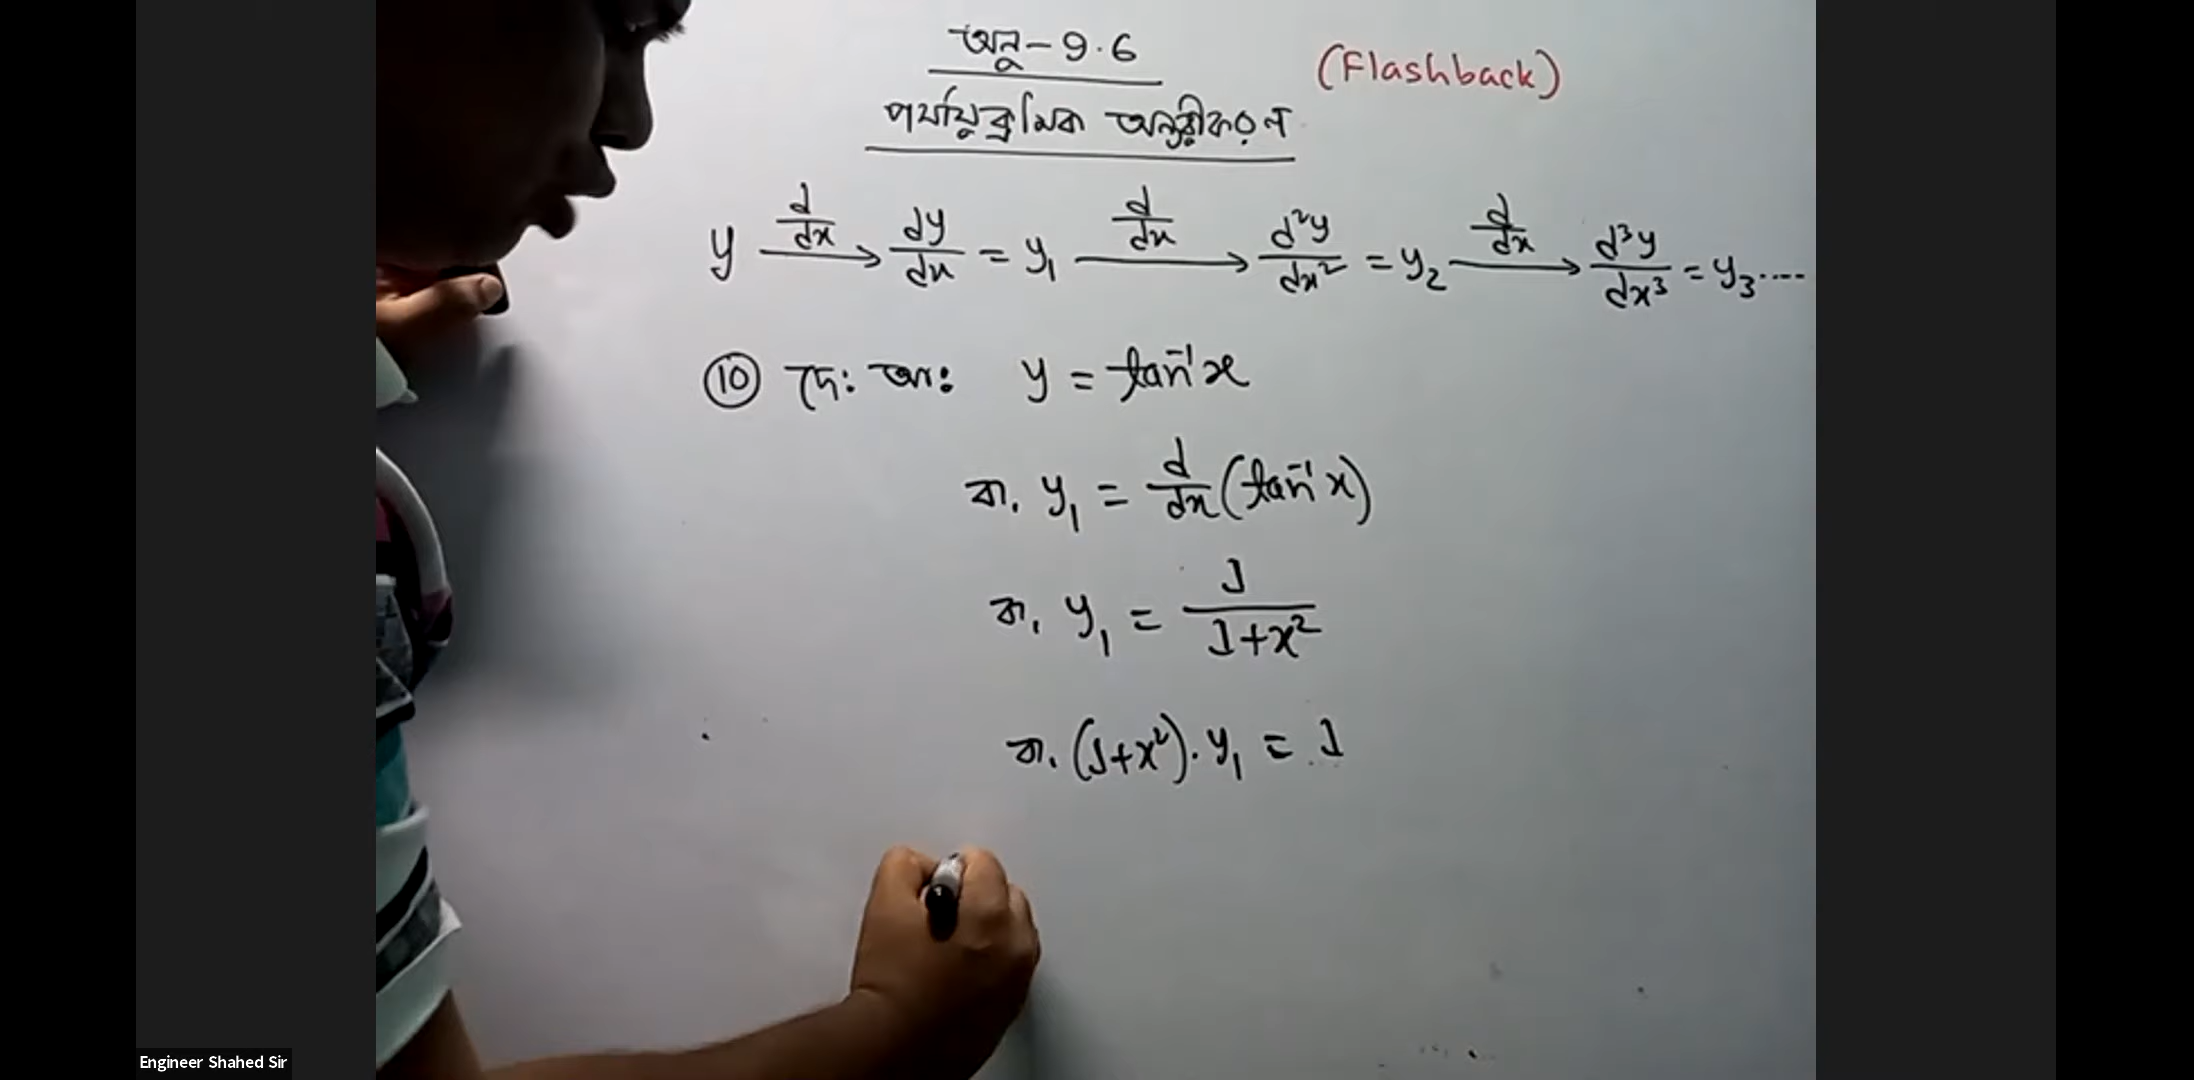 অনু - 9.6
(Flashback)
পর্যায়ক্রমিক অন্তরীকরণ
y d/dx → dy/dx = y₁ d/dx → d²y/dx² = y₂ d/dx → d³y/dx³ = y₃ ....
⑩ দে: আ: y = tan⁻¹x
বা, y₁ = d/dx (tan⁻¹x)
বা, y₁ = 1/1+x²
বা, (1+x²). y₁ = 1
Engineer Shahed Sir